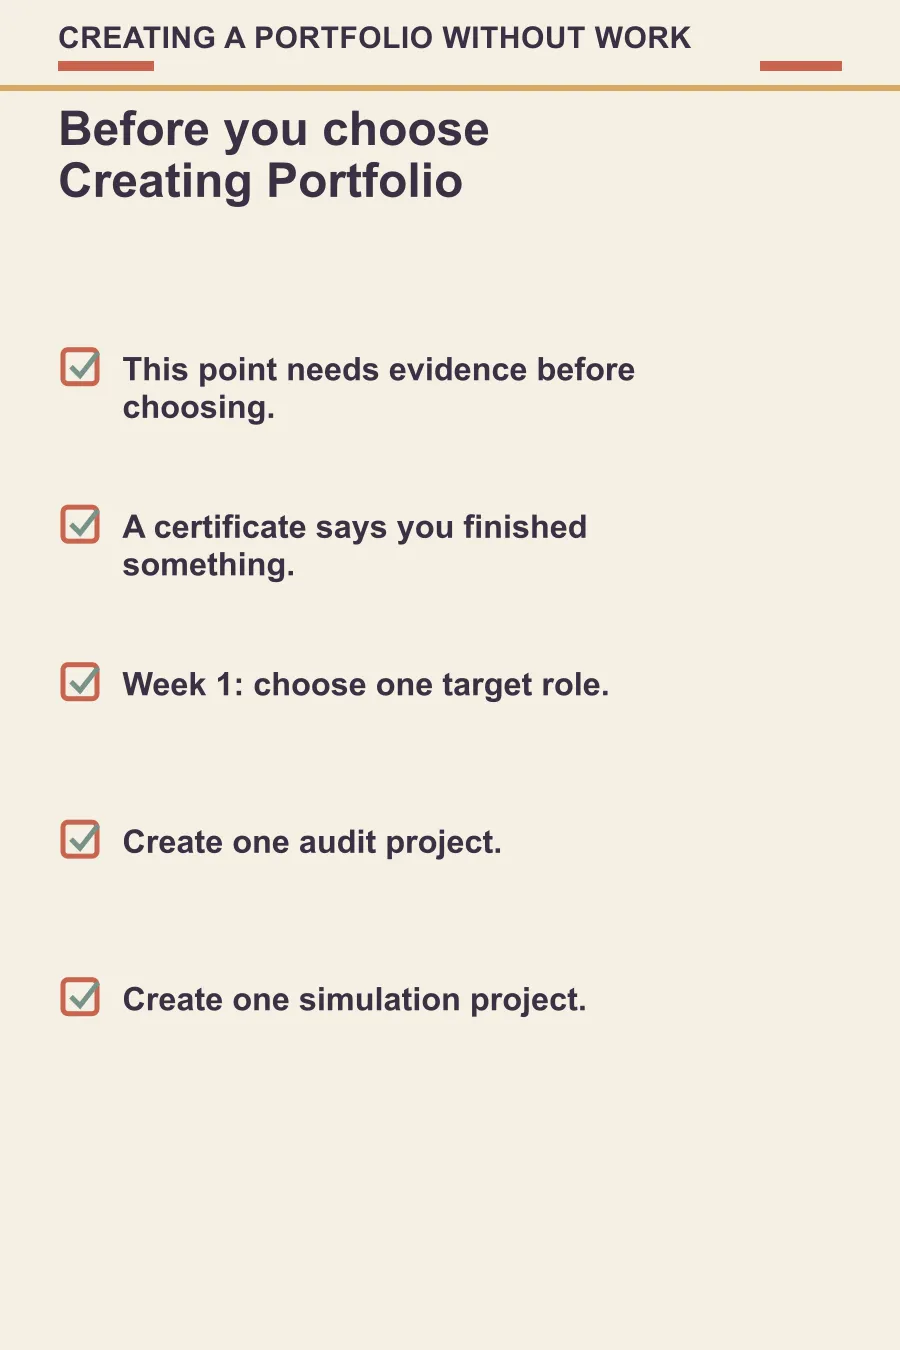 CREATING A PORTFOLIO WITHOUT WORK
Before you choose
Creating Portfolio
This point needs evidence before
choosing.
A certificate says you finished
something.
Week 1: choose one target role.
Create one audit project.
Create one simulation project.